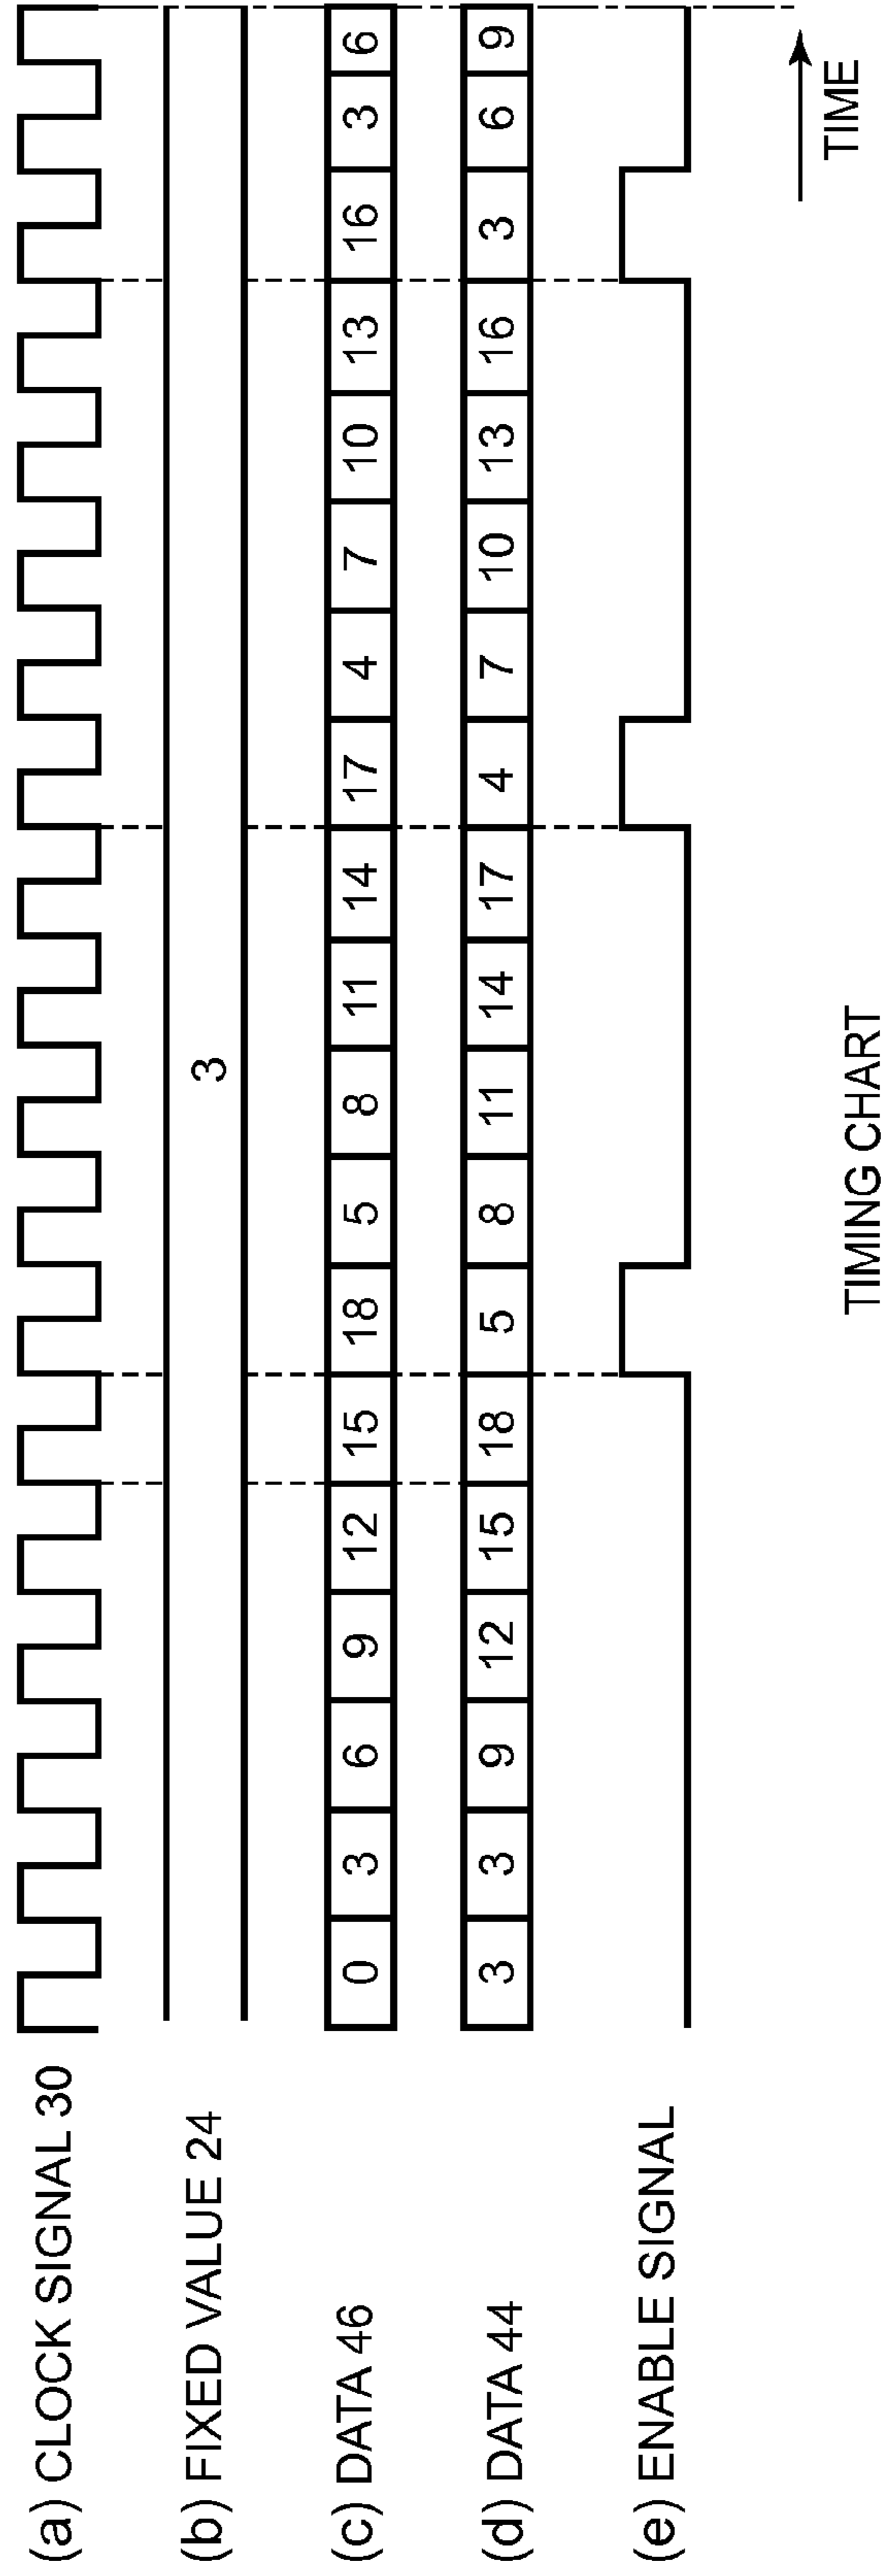 (a) CLOCK SIGNAL 30
(b) FIXED VALUE 24
3
(c) DATA 46
0 3 6 9 12 15 18 5 8 11 14 17 4 7 10 13 16 3 6
(d) DATA 44
3 3 9 12 15 18 5 8 11 14 17 4 7 10 13 16 3 6 9
(e) ENABLE SIGNAL
TIME
TIMING CHART